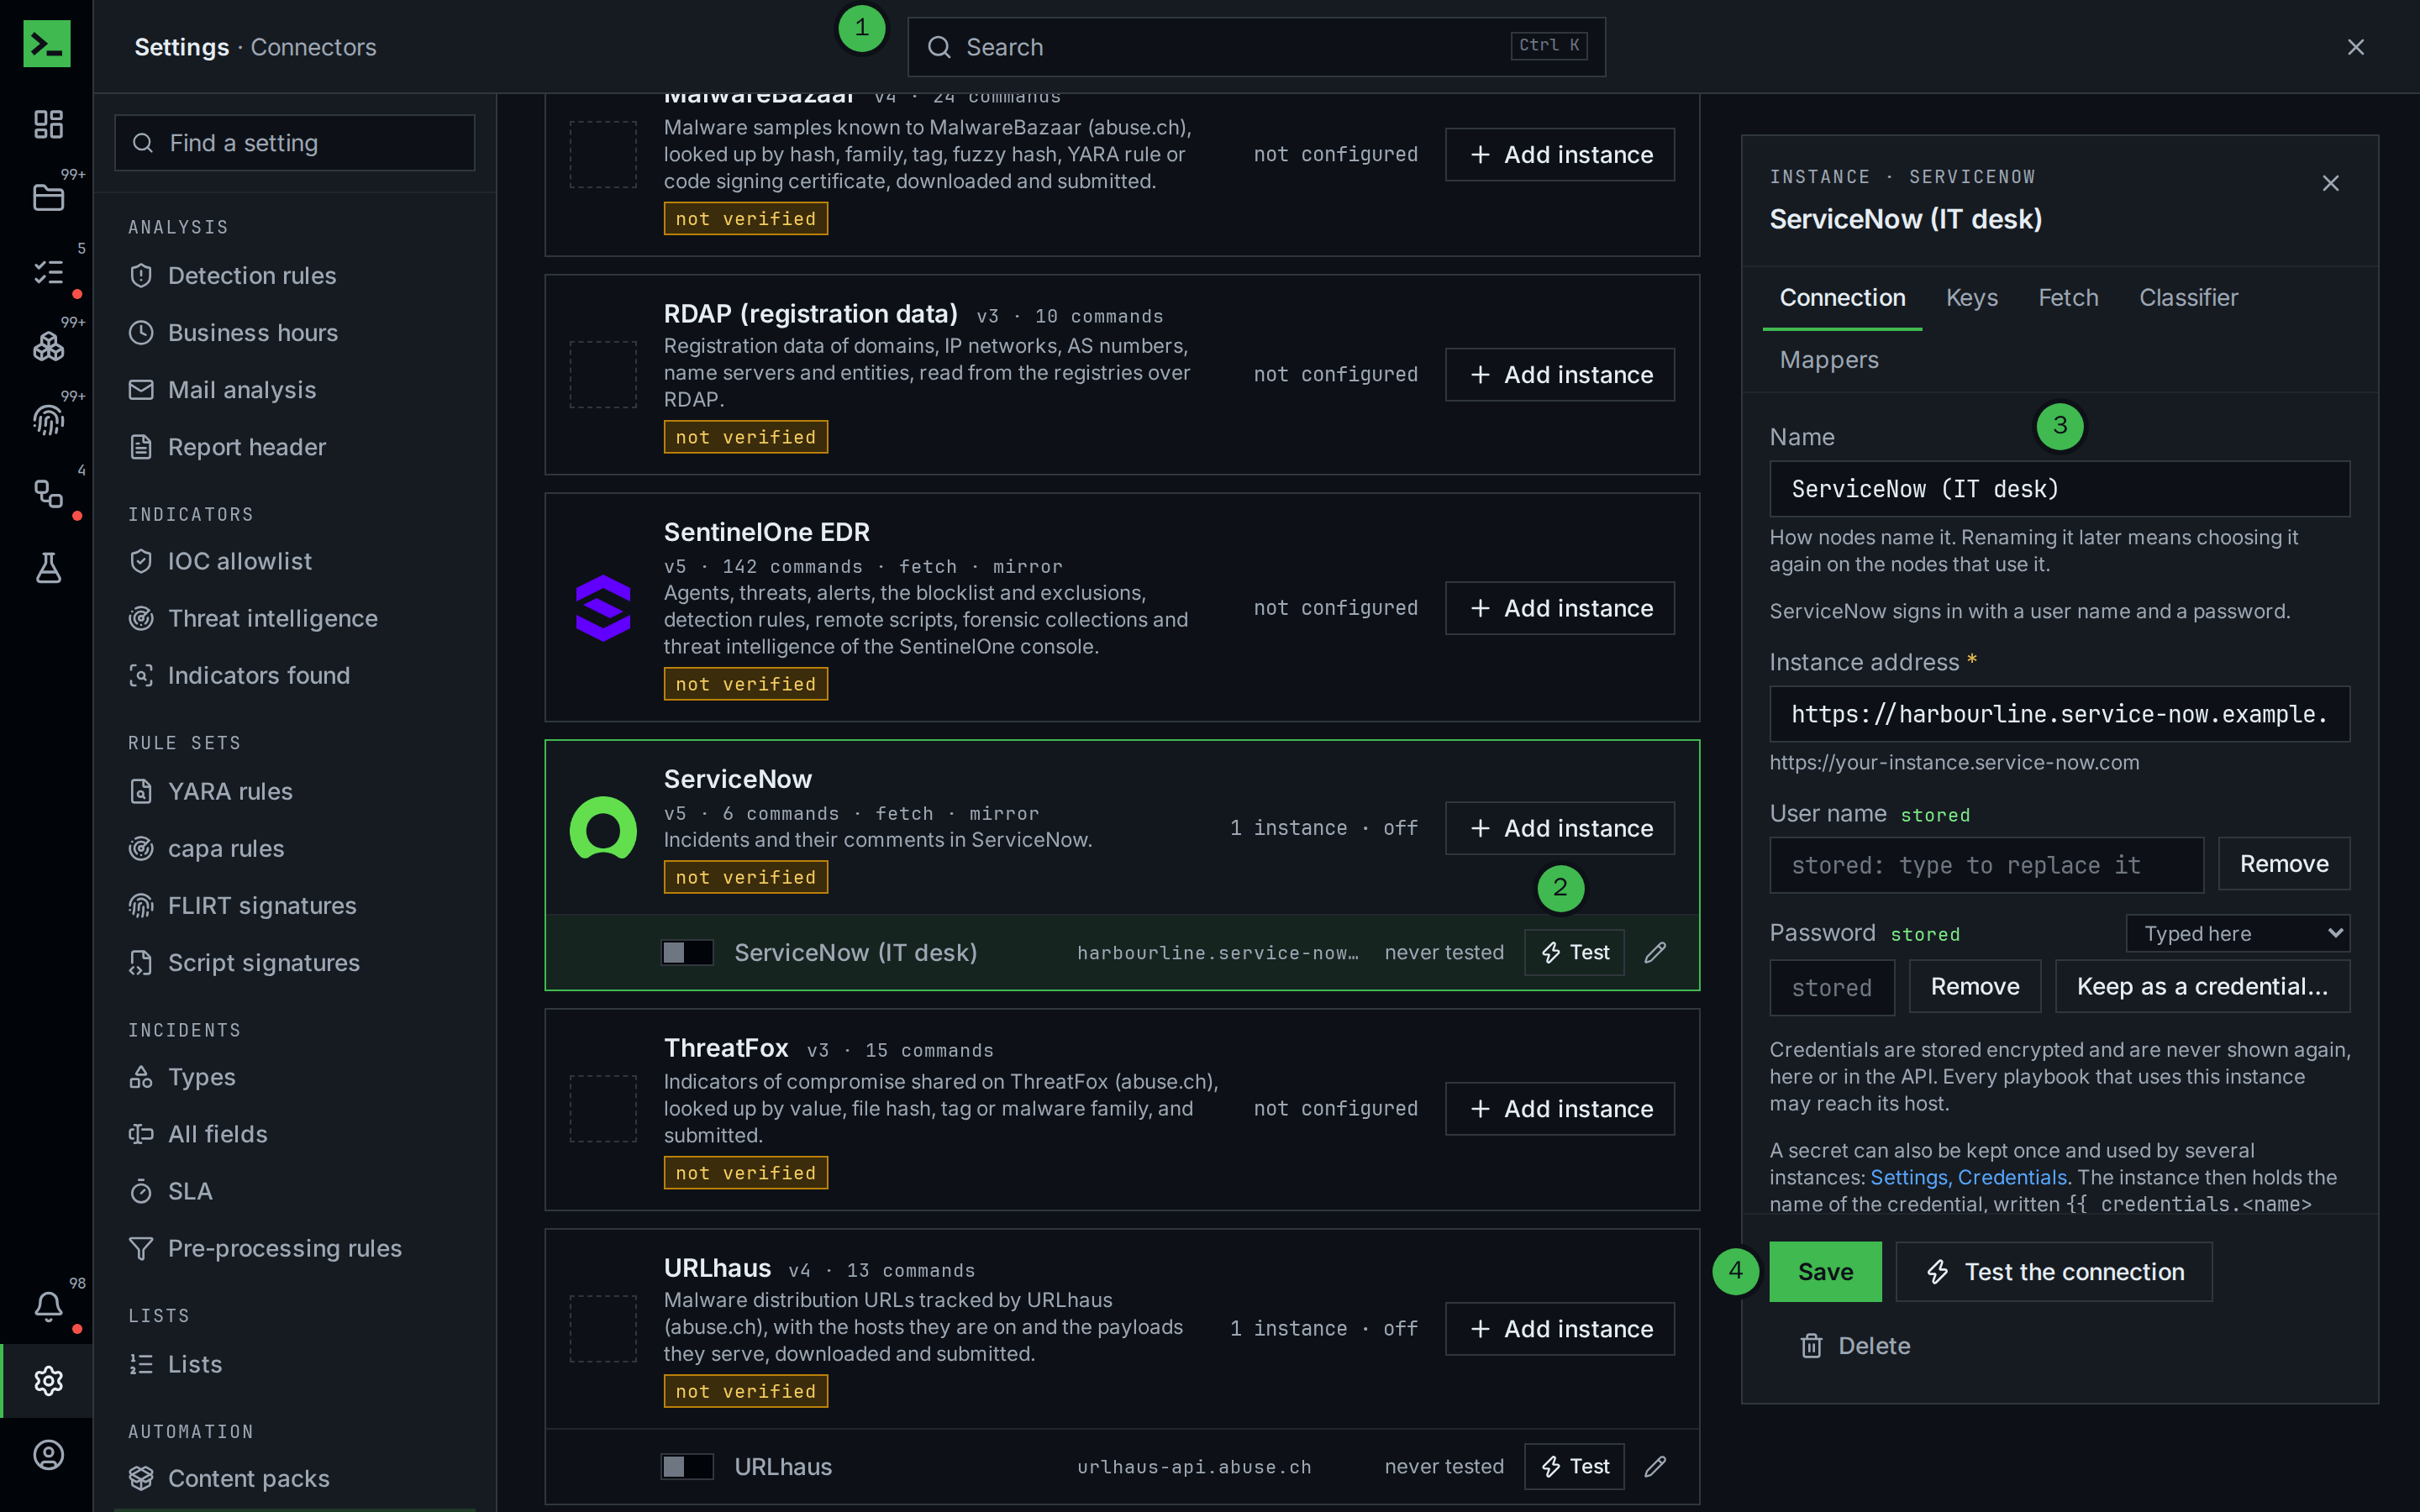 Settings · Connectors
1
Search
Ctrl K
99+
5
99+
99+
4
98
Find a setting
ANALYSIS
Detection rules
Business hours
Mail analysis
Report header
INDICATORS
IOC allowlist
Threat intelligence
Indicators found
RULE SETS
YARA rules
capa rules
FLIRT signatures
Script signatures
INCIDENTS
Types
All fields
SLA
Pre-processing rules
LISTS
Lists
AUTOMATION
Content packs
MalwareBazaar v4 · 24 commands
Malware samples known to MalwareBazaar (abuse.ch),
looked up by hash, family, tag, fuzzy hash, YARA rule or
code signing certificate, downloaded and submitted.
not verified
not configured
Add instance
RDAP (registration data) v3 · 10 commands
Registration data of domains, IP networks, AS numbers,
name servers and entities, read from the registries over
RDAP.
not verified
not configured
Add instance
SentinelOne EDR
v5 · 142 commands · fetch · mirror
Agents, threats, alerts, the blocklist and exclusions,
detection rules, remote scripts, forensic collections and
threat intelligence of the SentinelOne console.
not verified
not configured
Add instance
ServiceNow
v5 · 6 commands · fetch · mirror
Incidents and their comments in ServiceNow.
not verified
1 instance · off
Add instance
2
ServiceNow (IT desk) harbourline.service-now… never tested Test
ThreatFox v3 · 15 commands
Indicators of compromise shared on ThreatFox (abuse.ch),
looked up by value, file hash, tag or malware family, and
submitted.
not verified
not configured
Add instance
URLhaus v4 · 13 commands
Malware distribution URLs tracked by URLhaus
(abuse.ch), with the hosts they are on and the payloads
they serve, downloaded and submitted.
not verified
1 instance · off
Add instance
URLhaus urlhaus-api.abuse.ch never tested Test
INSTANCE · SERVICENOW
ServiceNow (IT desk)
Connection Keys Fetch Classifier
Mappers
3
Name
ServiceNow (IT desk)
How nodes name it. Renaming it later means choosing it
again on the nodes that use it.
ServiceNow signs in with a user name and a password.
Instance address *
https://harbourline.service-now.example.
https://your-instance.service-now.com
User name stored
stored: type to replace it Remove
Password stored Typed here
stored Remove Keep as a credential…
Credentials are stored encrypted and are never shown again,
here or in the API. Every playbook that uses this instance
may reach its host.
A secret can also be kept once and used by several
instances: Settings, Credentials. The instance then holds the
name of the credential, written {{ credentials.<name>
4
Save Test the connection
Delete